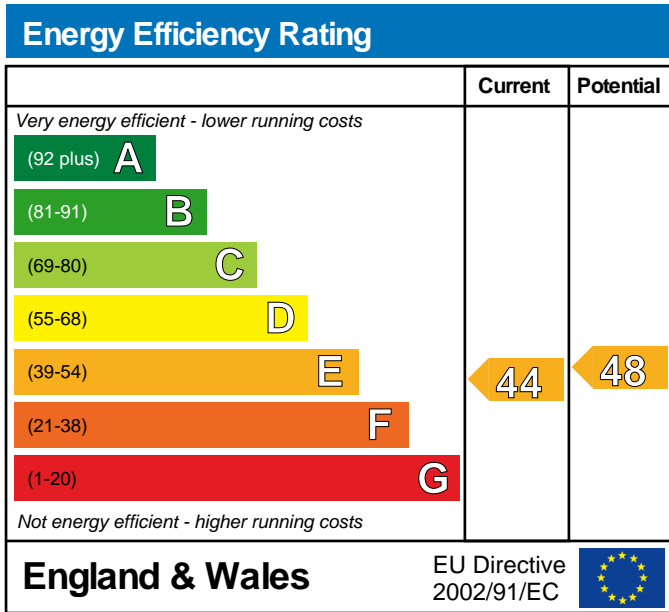 Energy Efficiency Rating
Current Potential
Very energy efficient - lower running costs
(92 plus) A
(81-91) B
(69-80) C
(55-68) D
(39-54) E 44 48
(21-38) F
(1-20) G
Not energy efficient - higher running costs
England & Wales
EU Directive
2002/91/EC